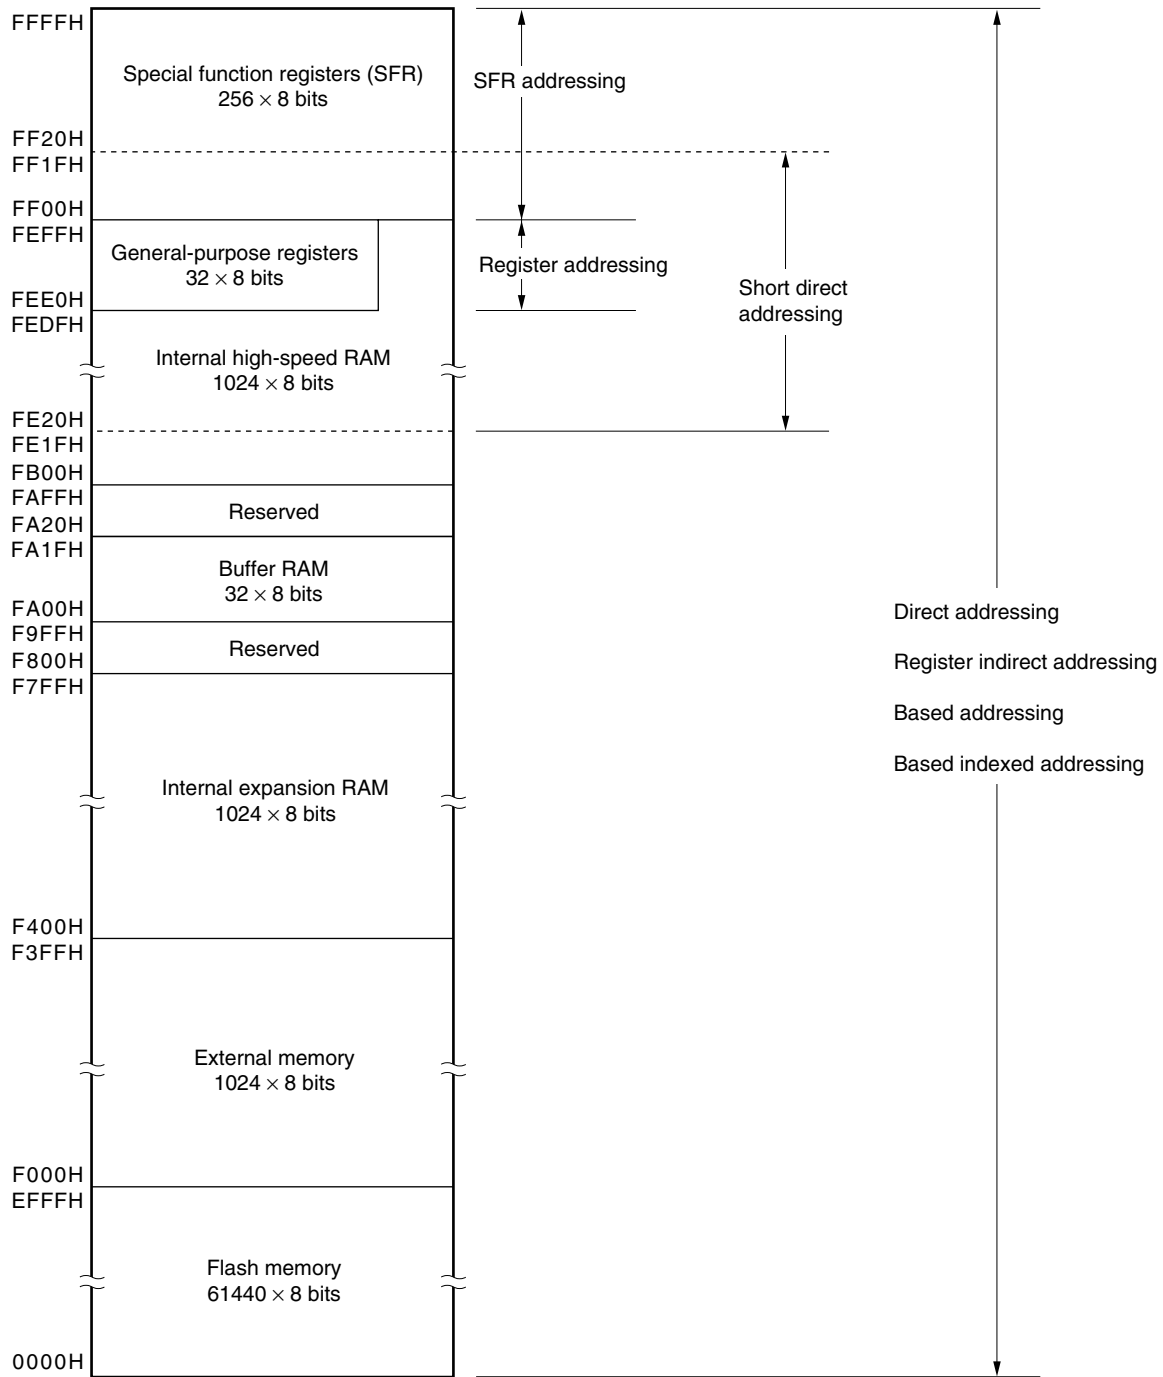 FFFFH
Special function registers (SFR)
256 × 8 bits
SFR addressing
FF20H
FF1FH
FF00H
FEFFH
General-purpose registers
32 × 8 bits
Register addressing
Short direct
addressing
FEE0H
FEDFH
Internal high-speed RAM
1024 × 8 bits
FE20H
FE1FH
FB00H
FAFFH
Reserved
FA20H
FA1FH
Buffer RAM
32 × 8 bits
FA00H
F9FFH
Reserved
F800H
F7FFH
Direct addressing
Register indirect addressing
Based addressing
Based indexed addressing
Internal expansion RAM
1024 × 8 bits
F400H
F3FFH
External memory
1024 × 8 bits
F000H
EFFFH
Flash memory
61440 × 8 bits
0000H